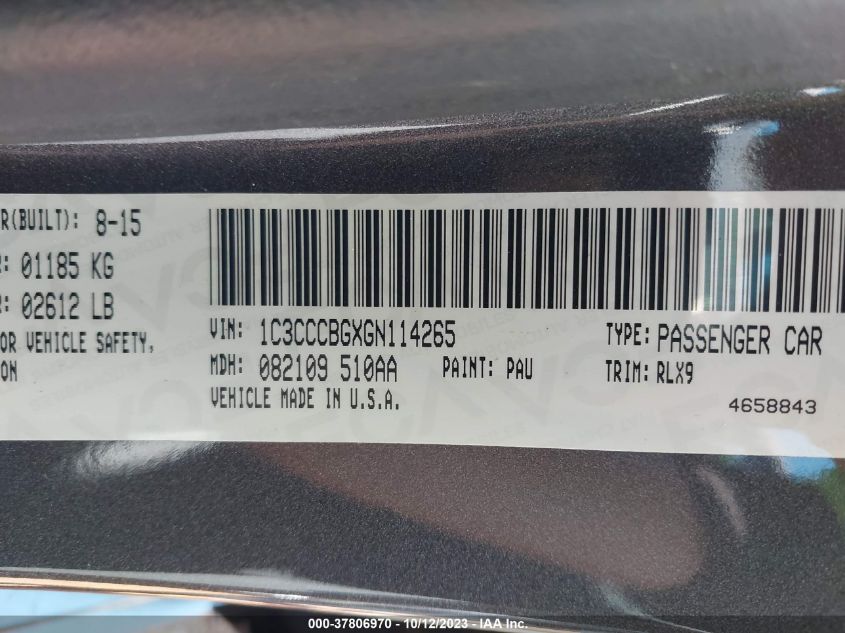 R(BUILT): 8-15
R: 01185 KG
R: 02612 LB
OR VEHICLE SAFETY,
ON
VIN: 1C3CCCBGXGN114265
TYPE: PASSENGER CAR
MDH: 082109 510AA
PAINT: PAU
TRIM: RLX9
VEHICLE MADE IN U.S.A.
4658843
000-37806970 - 10/12/2023 - IAA Inc.